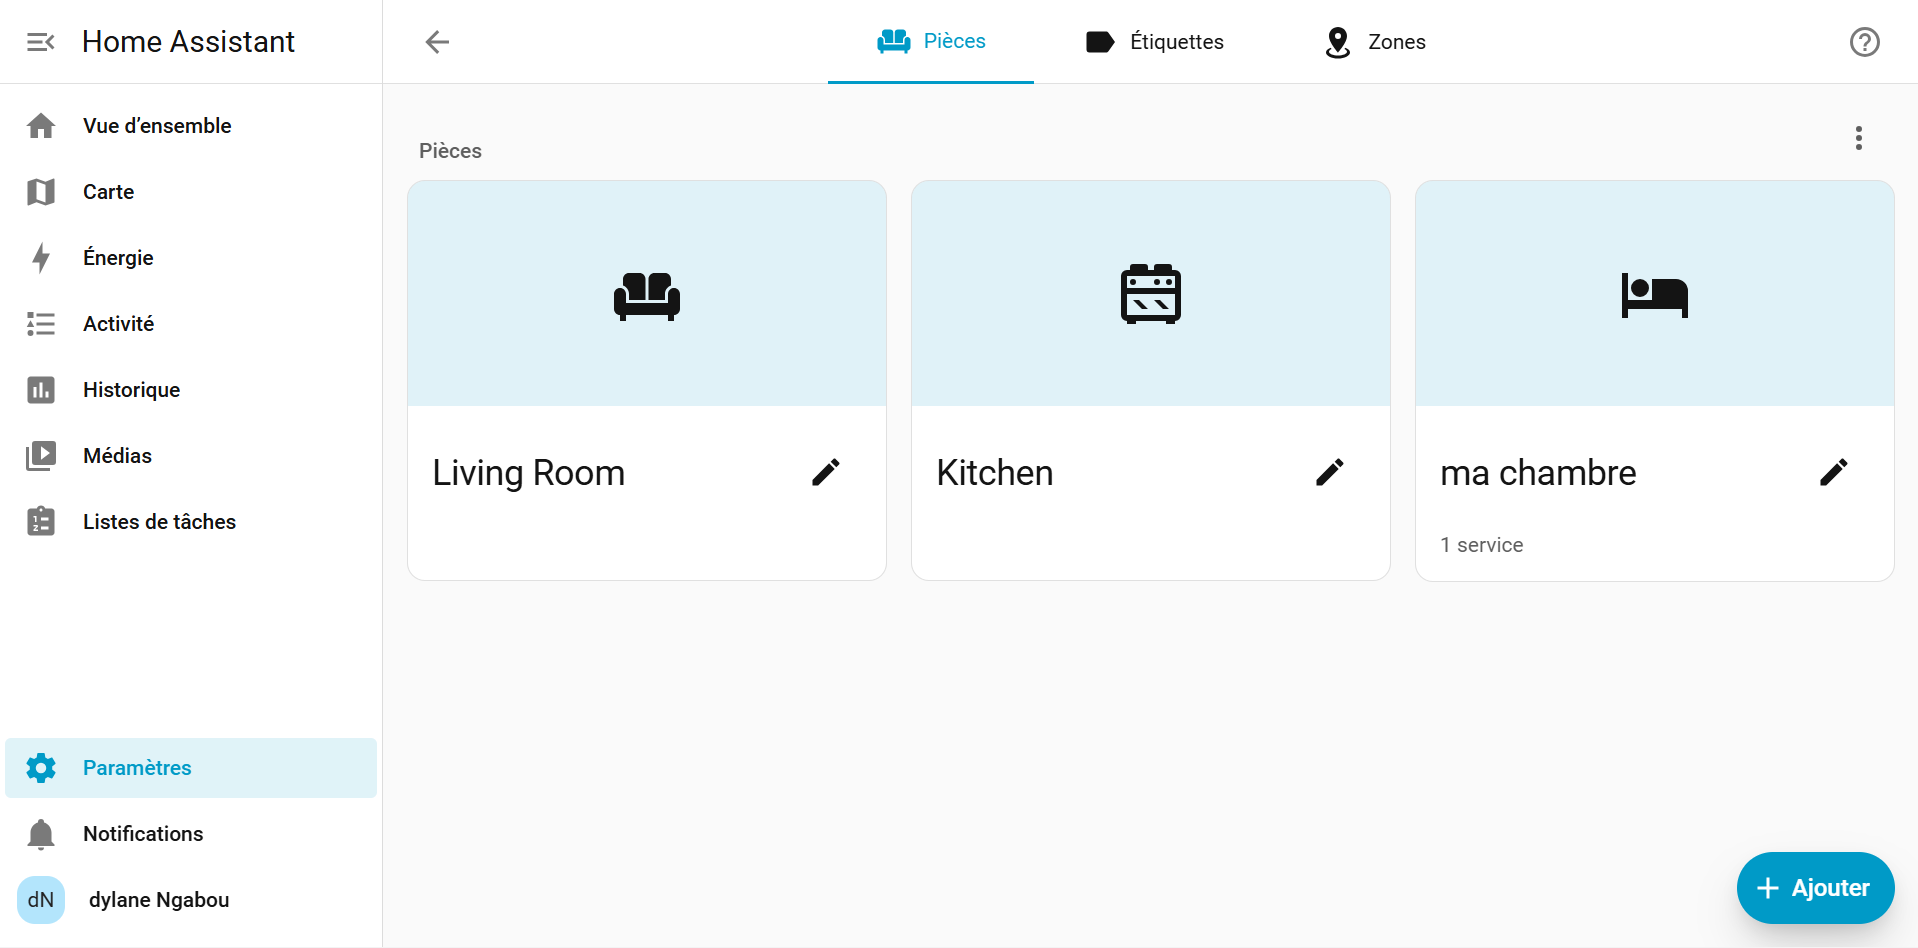 Home Assistant
Pièces
Étiquettes
Zones
Vue d’ensemble
Carte
Énergie
Activité
Historique
Médias
Listes de tâches
Paramètres
Notifications
dN
dylane Ngabou
Pièces
Living Room
Kitchen
ma chambre
1 service
Ajouter